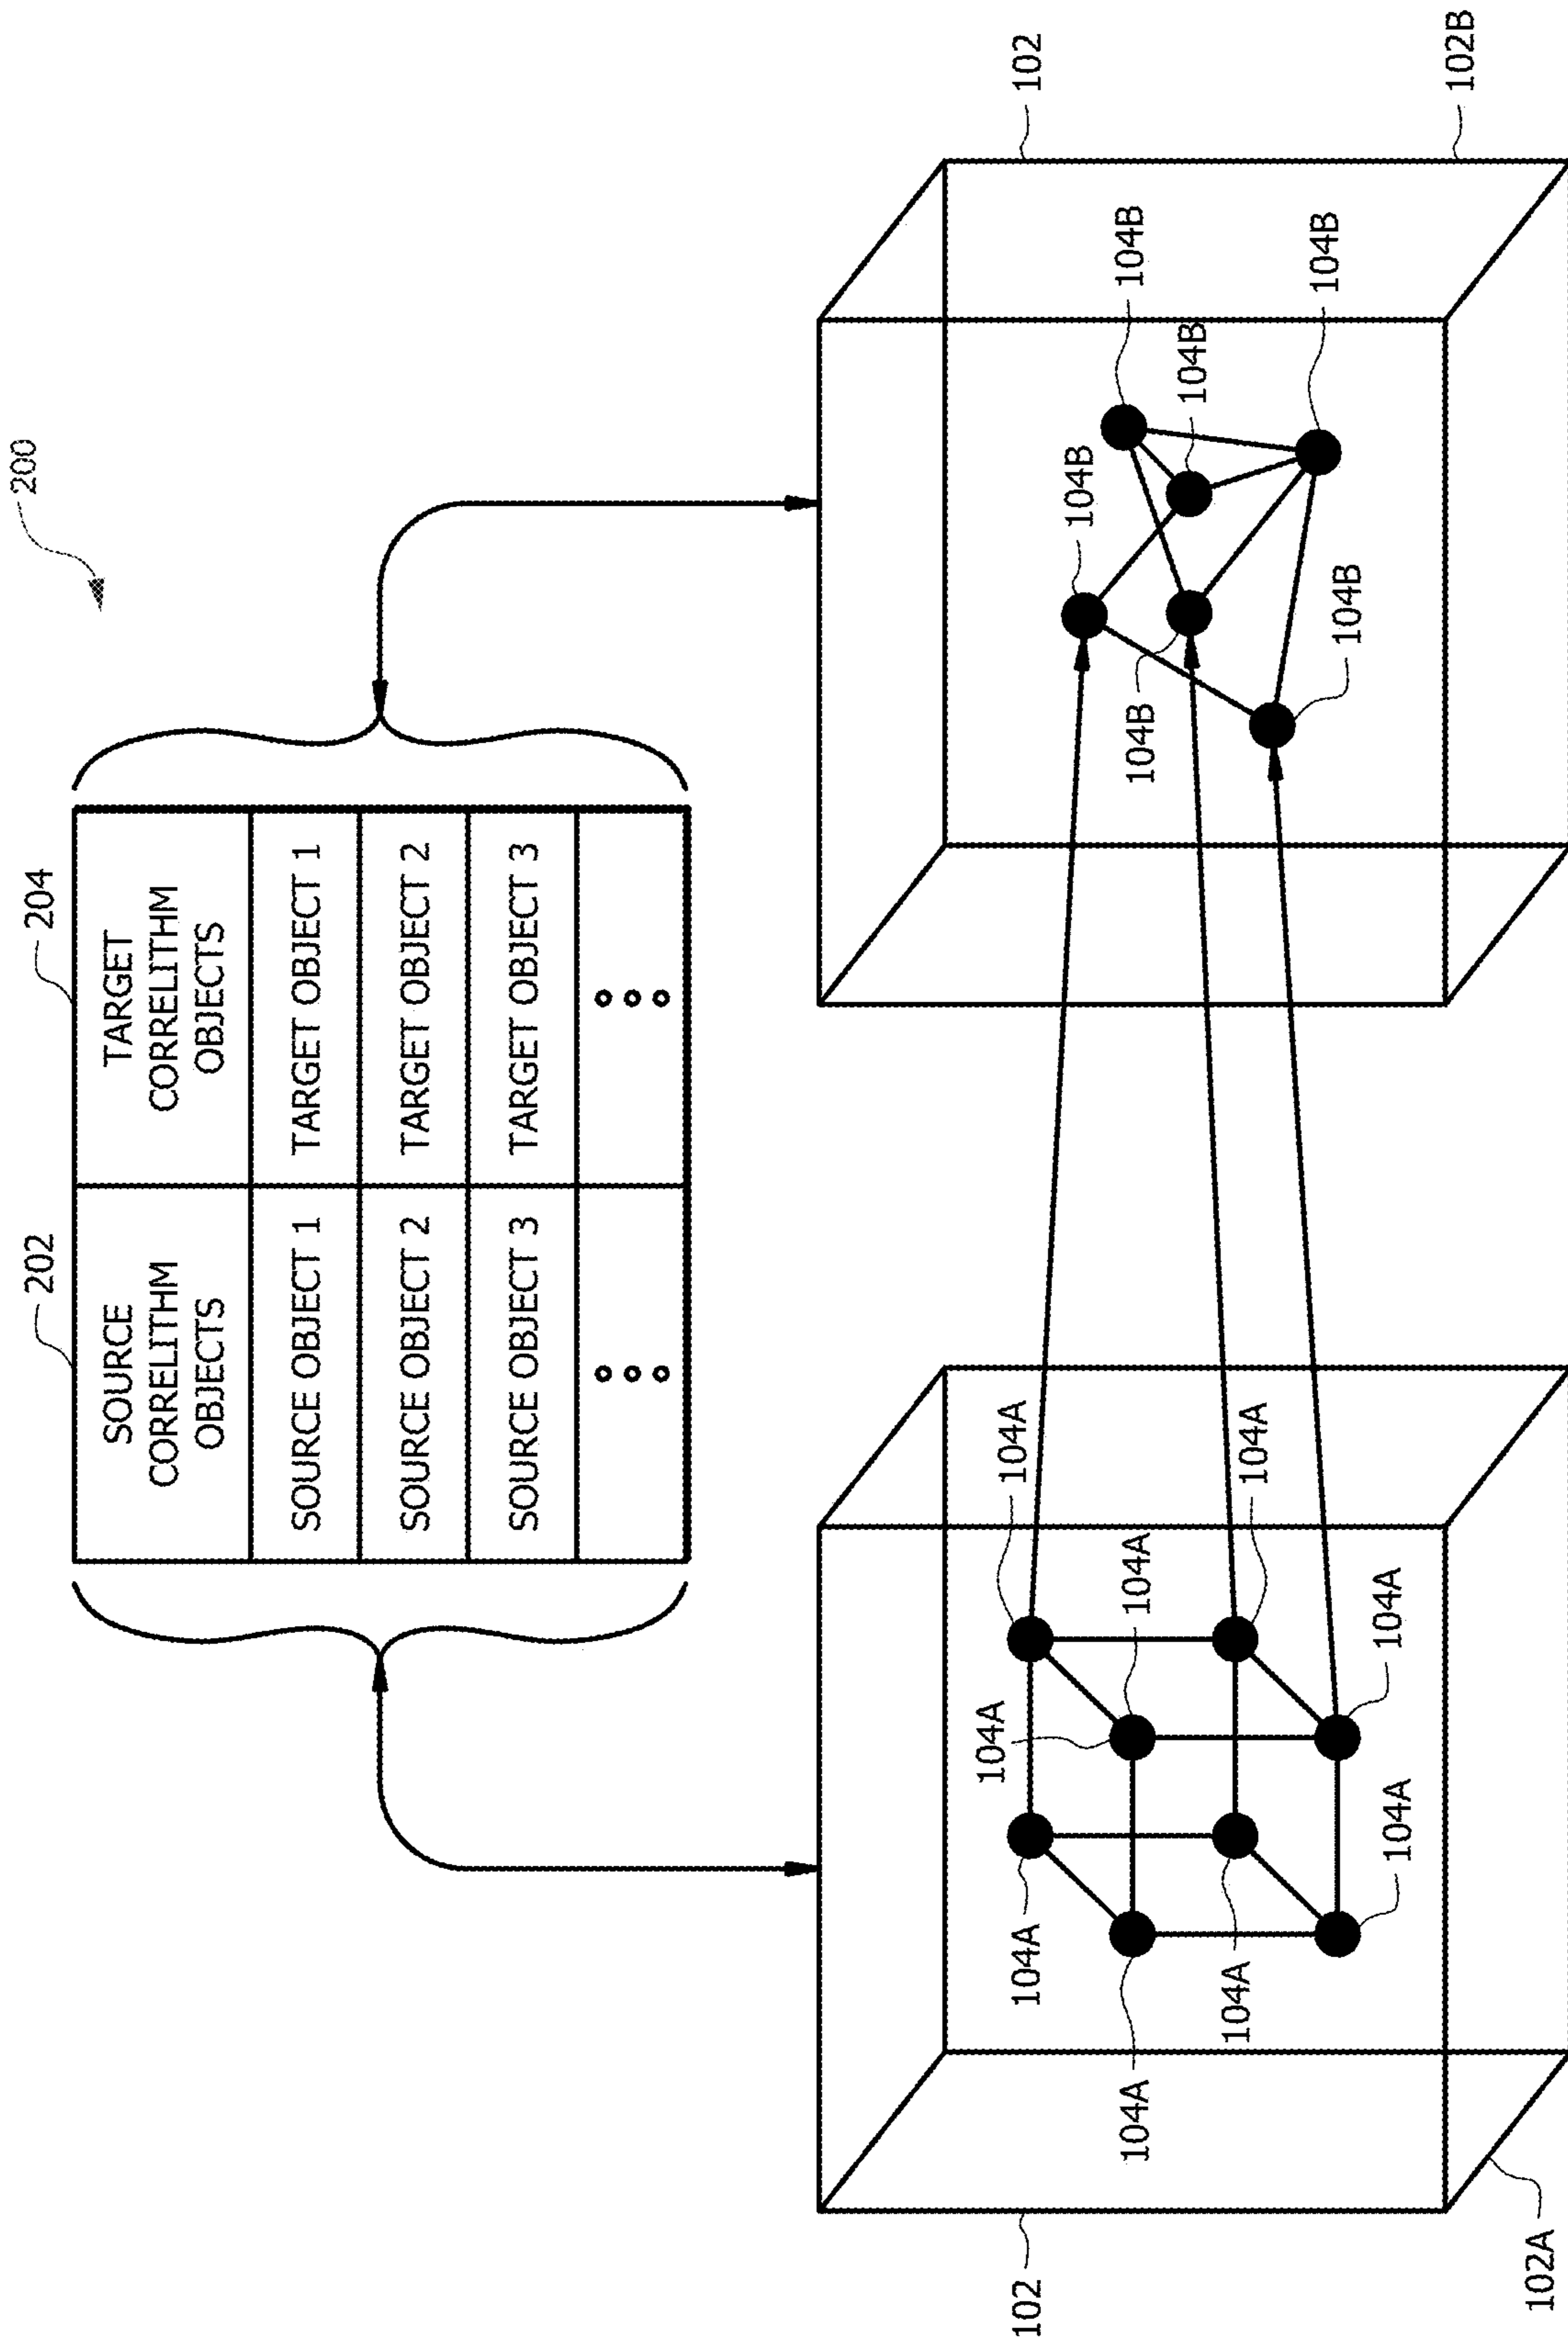 200
202
204
SOURCE
CORRELITHM
OBJECTS
TARGET
CORRELITHM
OBJECTS
SOURCE OBJECT 1
TARGET OBJECT 1
SOURCE OBJECT 2
TARGET OBJECT 2
SOURCE OBJECT 3
TARGET OBJECT 3
102
102A
104A
104A
104A
104A
104A
104A
104A
104A
102
102B
104B
104B
104B
104B
104B
104B